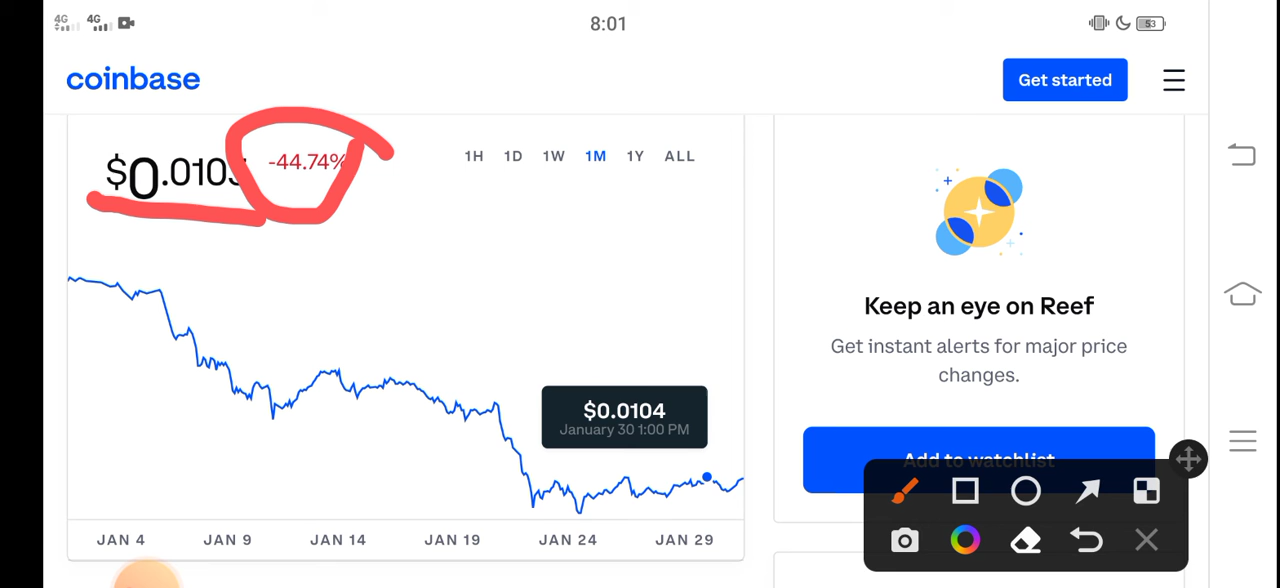 4G 4G 8:01 53
coinbase Get started
-44.74%
1H 1D 1W 1M 1Y ALL
Keep an eye on Reef
Get instant alerts for major price
changes.
$0.0104
January 30 1:00 PM
Add to watchlist
JAN 4 JAN 9 JAN 14 JAN 19 JAN 24 JAN 29